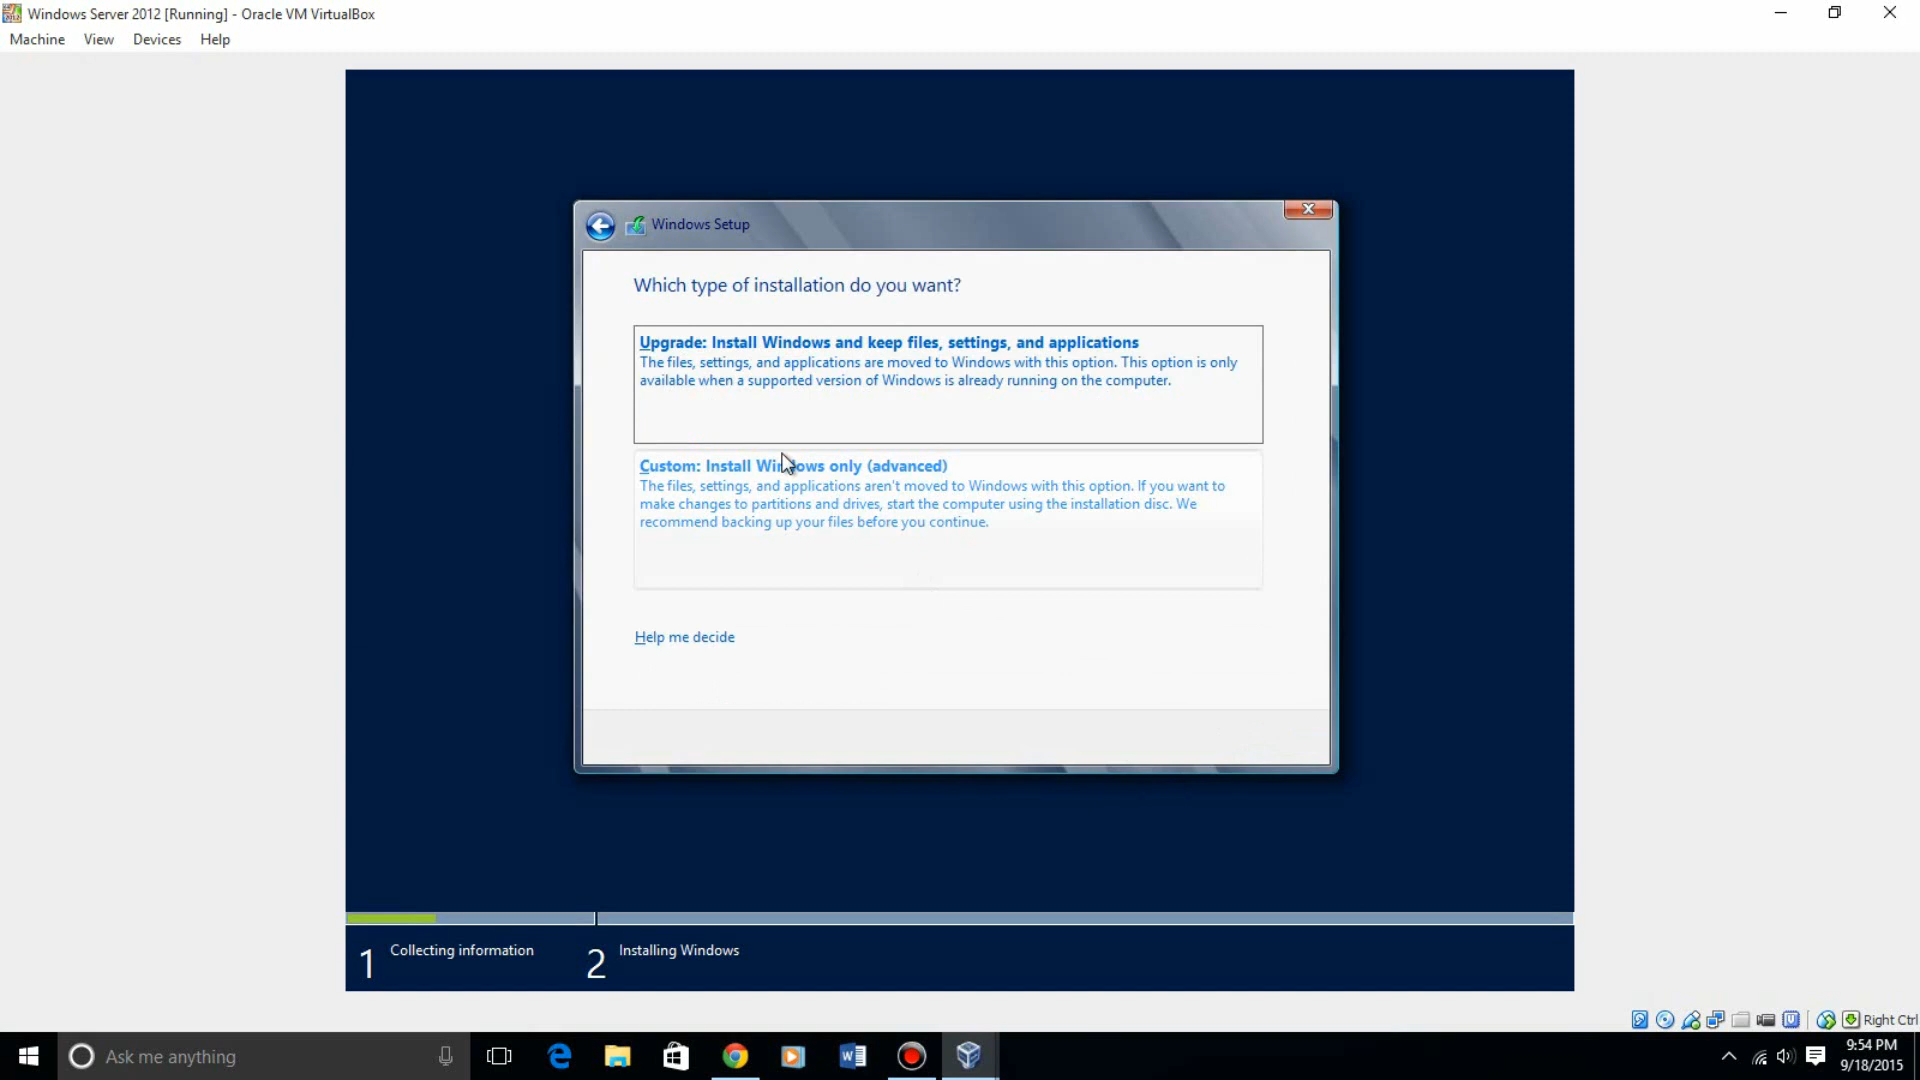 Windows Server 2012 [Running] - Oracle VM VirtualBox
Machine View Devices Help
Windows Setup
Which type of installation do you want?
Upgrade: Install Windows and keep files, settings, and applications
The files, settings, and applications are moved to Windows with this option. This option is only
available when a supported version of Windows is already running on the computer.
Custom: Install Windows only (advanced)
The files, settings, and applications aren't moved to Windows with this option. If you want to
make changes to partitions and drives, start the computer using the installation disc. We
recommend backing up your files before you continue.
Help me decide
1 Collecting information 2 Installing Windows
Right Ctrl
Ask me anything
9:54 PM
9/18/2015